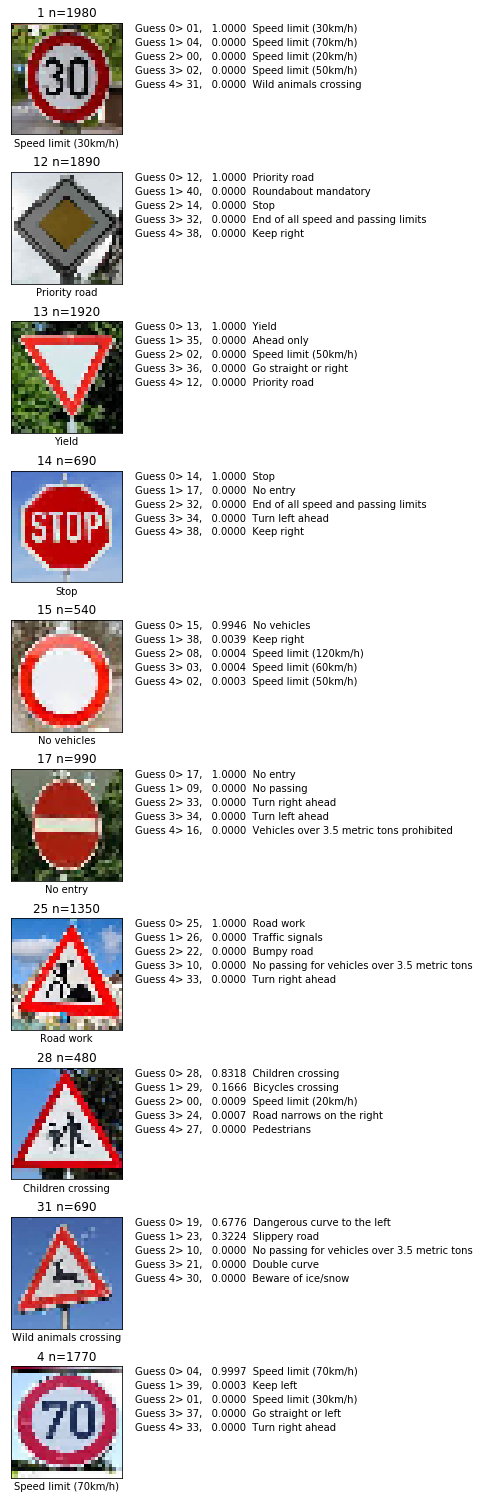 1 n=1980
30
Guess 0> 01, 1.0000 Speed limit (30km/h)
Guess 1> 04, 0.0000 Speed limit (70km/h)
Guess 2> 00, 0.0000 Speed limit (20km/h)
Guess 3> 02, 0.0000 Speed limit (50km/h)
Guess 4> 31, 0.0000 Wild animals crossing
Speed limit (30km/h)
12 n=1890
Guess 0> 12, 1.0000 Priority road
Guess 1> 40, 0.0000 Roundabout mandatory
Guess 2> 14, 0.0000 Stop
Guess 3> 32, 0.0000 End of all speed and passing limits
Guess 4> 38, 0.0000 Keep right
Priority road
13 n=1920
Guess 0> 13, 1.0000 Yield
Guess 1> 35, 0.0000 Ahead only
Guess 2> 02, 0.0000 Speed limit (50km/h)
Guess 3> 36, 0.0000 Go straight or right
Guess 4> 12, 0.0000 Priority road
Yield
14 n=690
STOP
Guess 0> 14, 1.0000 Stop
Guess 1> 17, 0.0000 No entry
Guess 2> 32, 0.0000 End of all speed and passing limits
Guess 3> 34, 0.0000 Turn left ahead
Guess 4> 38, 0.0000 Keep right
Stop
15 n=540
Guess 0> 15, 0.9946 No vehicles
Guess 1> 38, 0.0039 Keep right
Guess 2> 08, 0.0004 Speed limit (120km/h)
Guess 3> 03, 0.0004 Speed limit (60km/h)
Guess 4> 02, 0.0003 Speed limit (50km/h)
No vehicles
17 n=990
Guess 0> 17, 1.0000 No entry
Guess 1> 09, 0.0000 No passing
Guess 2> 33, 0.0000 Turn right ahead
Guess 3> 34, 0.0000 Turn left ahead
Guess 4> 16, 0.0000 Vehicles over 3.5 metric tons prohibited
No entry
25 n=1350
Guess 0> 25, 1.0000 Road work
Guess 1> 26, 0.0000 Traffic signals
Guess 2> 22, 0.0000 Bumpy road
Guess 3> 10, 0.0000 No passing for vehicles over 3.5 metric tons
Guess 4> 33, 0.0000 Turn right ahead
Road work
28 n=480
Guess 0> 28, 0.8318 Children crossing
Guess 1> 29, 0.1666 Bicycles crossing
Guess 2> 00, 0.0009 Speed limit (20km/h)
Guess 3> 24, 0.0007 Road narrows on the right
Guess 4> 27, 0.0000 Pedestrians
Children crossing
31 n=690
Guess 0> 19, 0.6776 Dangerous curve to the left
Guess 1> 23, 0.3224 Slippery road
Guess 2> 10, 0.0000 No passing for vehicles over 3.5 metric tons
Guess 3> 21, 0.0000 Double curve
Guess 4> 30, 0.0000 Beware of ice/snow
Wild animals crossing
4 n=1770
70
Guess 0> 04, 0.9997 Speed limit (70km/h)
Guess 1> 39, 0.0003 Keep left
Guess 2> 01, 0.0000 Speed limit (30km/h)
Guess 3> 37, 0.0000 Go straight or left
Guess 4> 33, 0.0000 Turn right ahead
Speed limit (70km/h)